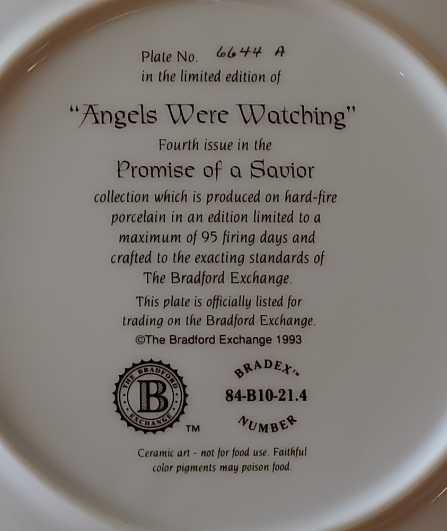 Plate No. 6644 A
in the limited edition of
“Angels Were Watching”
Fourth issue in the
Promise of a Savior
collection which is produced on hard-fire
porcelain in an edition limited to a
maximum of 95 firing days and
crafted to the exacting standards of
The Bradford Exchange.
This plate is officially listed for
trading on the Bradford Exchange.
©The Bradford Exchange 1993
THE BRADFORD
B
EXCHANGE
TM
BRADEX™
84-B10-21.4
NUMBER
Ceramic art - not for food use. Faithful
color pigments may poison food.